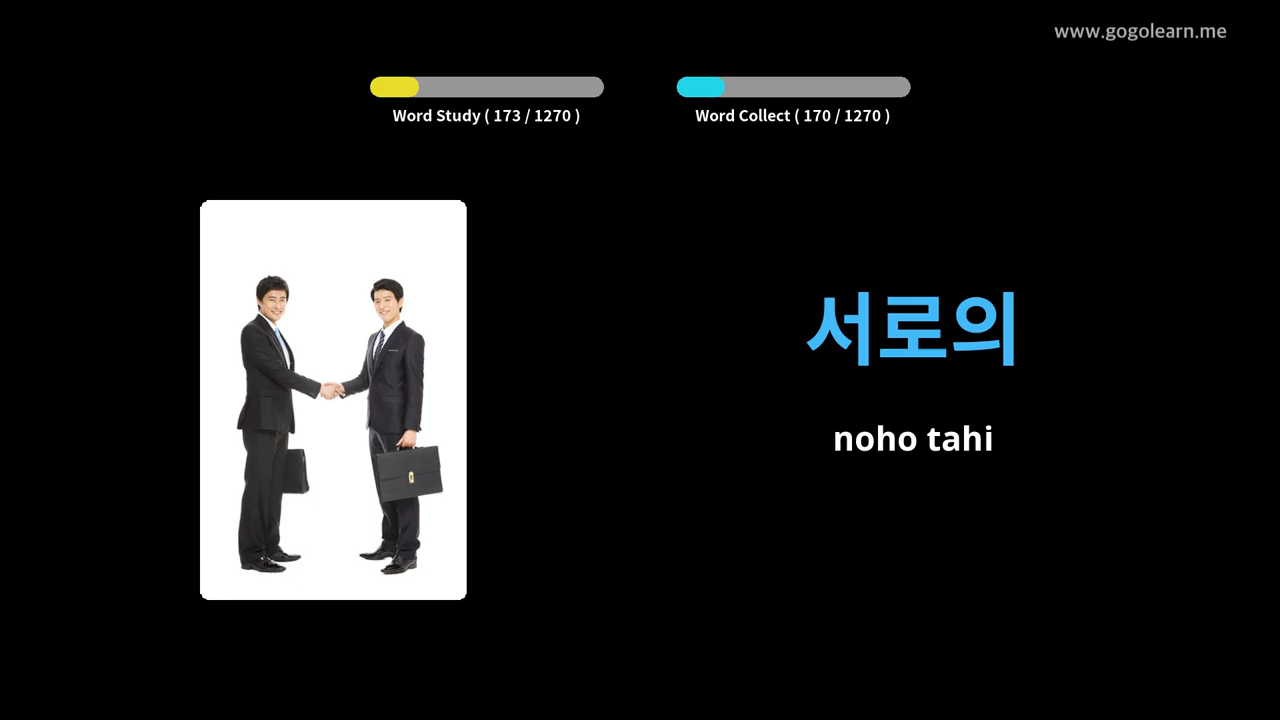 www.gogolearn.me
Word Study ( 173 / 1270 )
Word Collect ( 170 / 1270 )
서로의
noho tahi